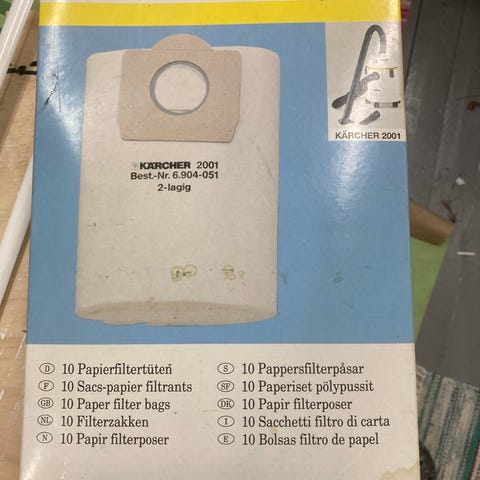 KÄRCHER 2001
KÄRCHER 2001
Best.-Nr. 6.904-051
2-lagig
D 10 Papierfiltertüten
F 10 Sacs-papier filtrants
GB 10 Paper filter bags
NL 10 Filterzakken
N 10 Papir filterposer
S 10 Pappersfilterpåsar
SF 10 Paperiset pölypussit
DK 10 Papir filterposer
I 10 Sacchetti filtro di carta
E 10 Bolsas filtro de papel